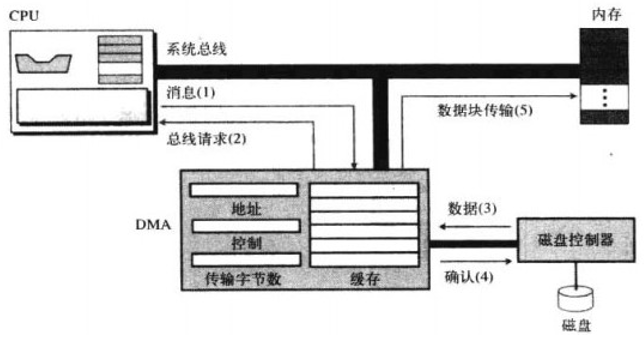 CPU
内存
系统总线
消息(1)
数据块传输(5)
总线请求(2)
DMA
地址
控制
传输字节数
缓存
数据(3)
确认(4)
磁盘控制器
磁盘